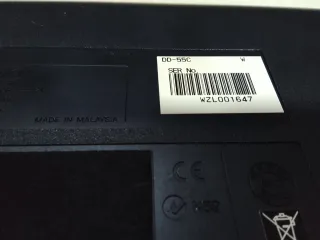 DD-55C W
SER No.
WZL001647
MADE IN MALAYSIA
CE